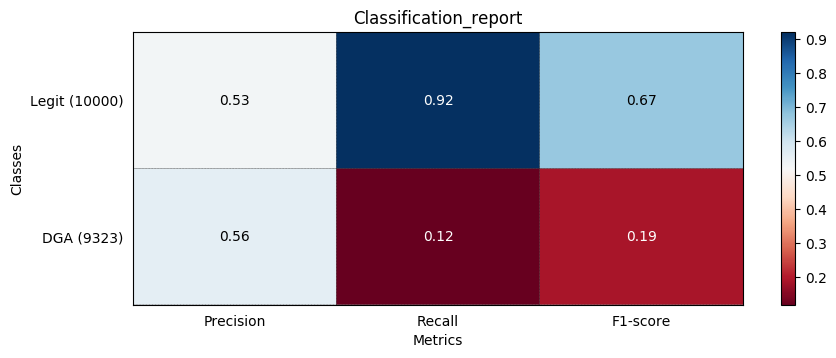 Classification_report
Classes
Legit (10000)
0.53 0.92 0.67
DGA (9323)
0.56 0.12 0.19
Precision Recall F1-score
Metrics
0.9
0.8
0.7
0.6
0.5
0.4
0.3
0.2